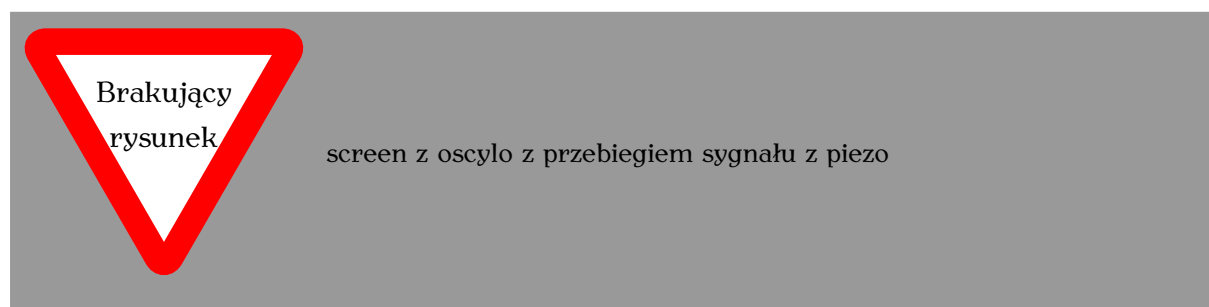 Brakujący
rysunek
screen z oscylo z przebiegiem sygnału z piezo